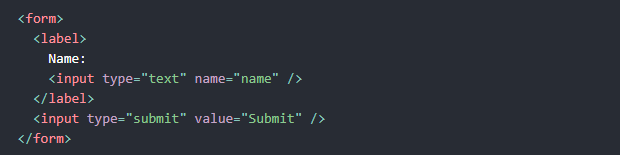 <form>
<label>
Name:
<input type="text" name="name" />
</label>
<input type="submit" value="Submit" />
</form>